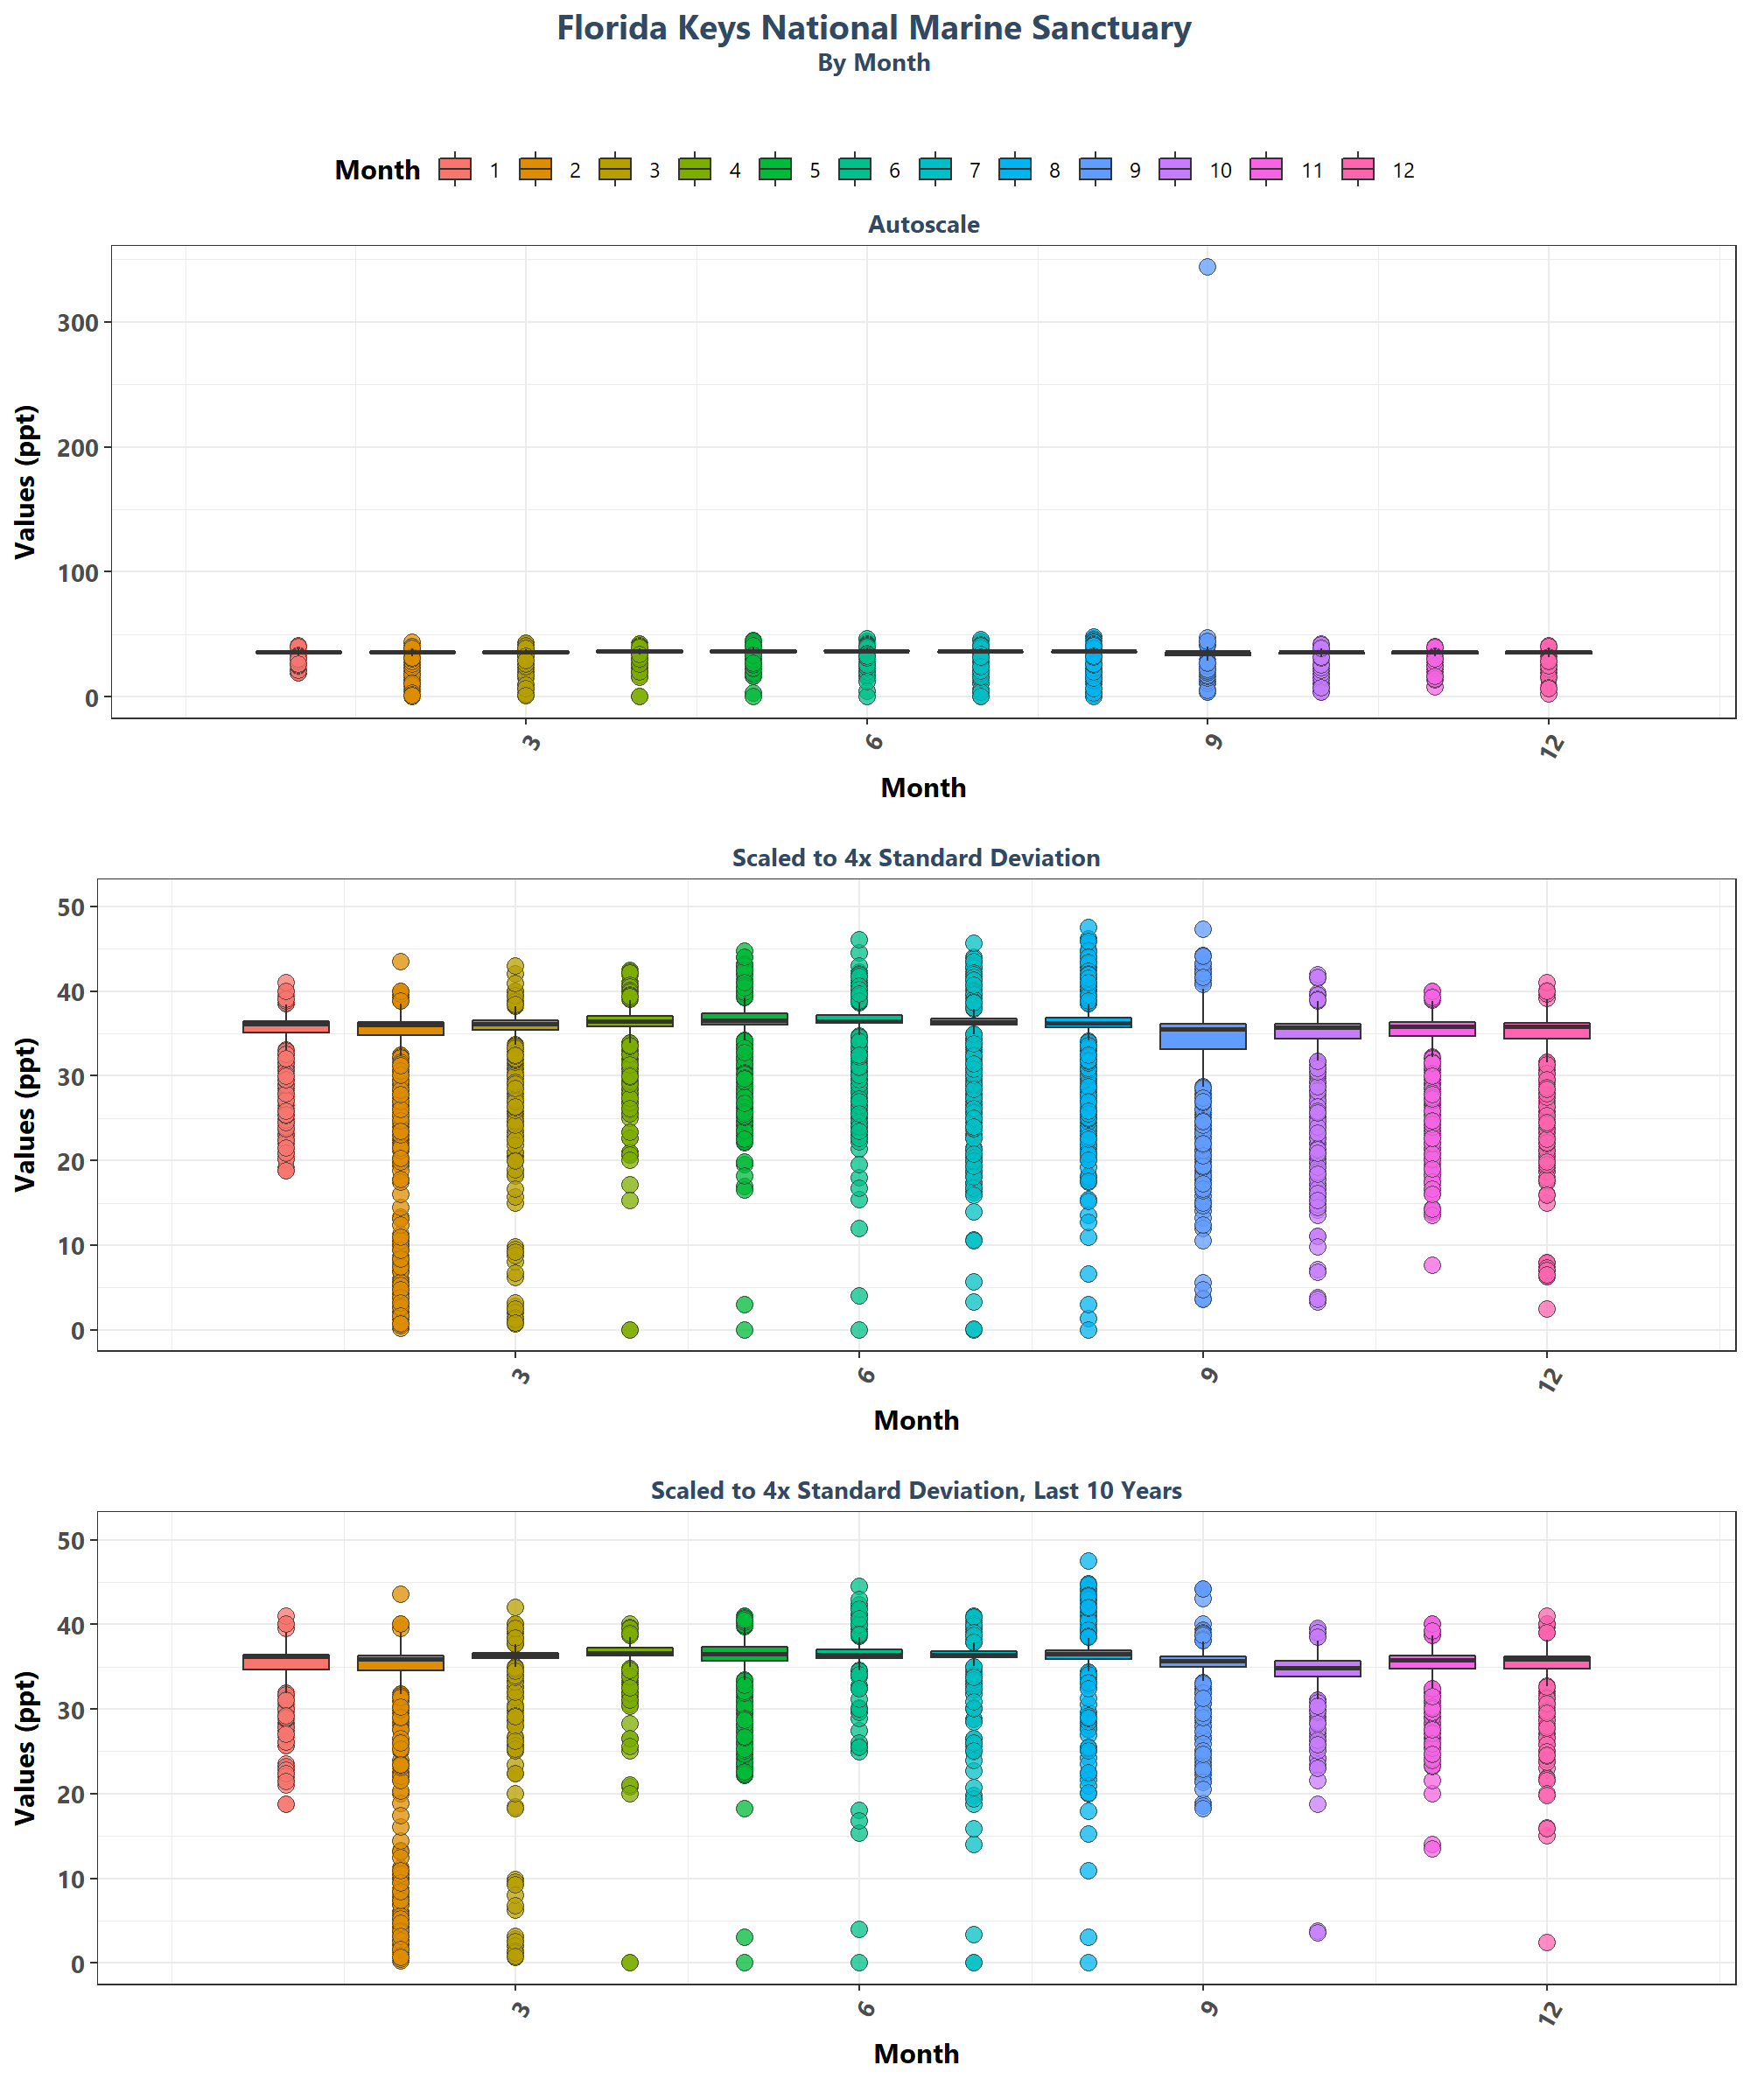 Florida Keys National Marine Sanctuary
By Month
Month 1 2 3 4 5 6 7 8 9 10 11 12
Autoscale
Values (ppt)
300
200
100
0
3 6 9 12
Month
Scaled to 4x Standard Deviation
Values (ppt)
50
40
30
20
10
0
3 6 9 12
Month
Scaled to 4x Standard Deviation, Last 10 Years
Values (ppt)
50
40
30
20
10
0
3 6 9 12
Month